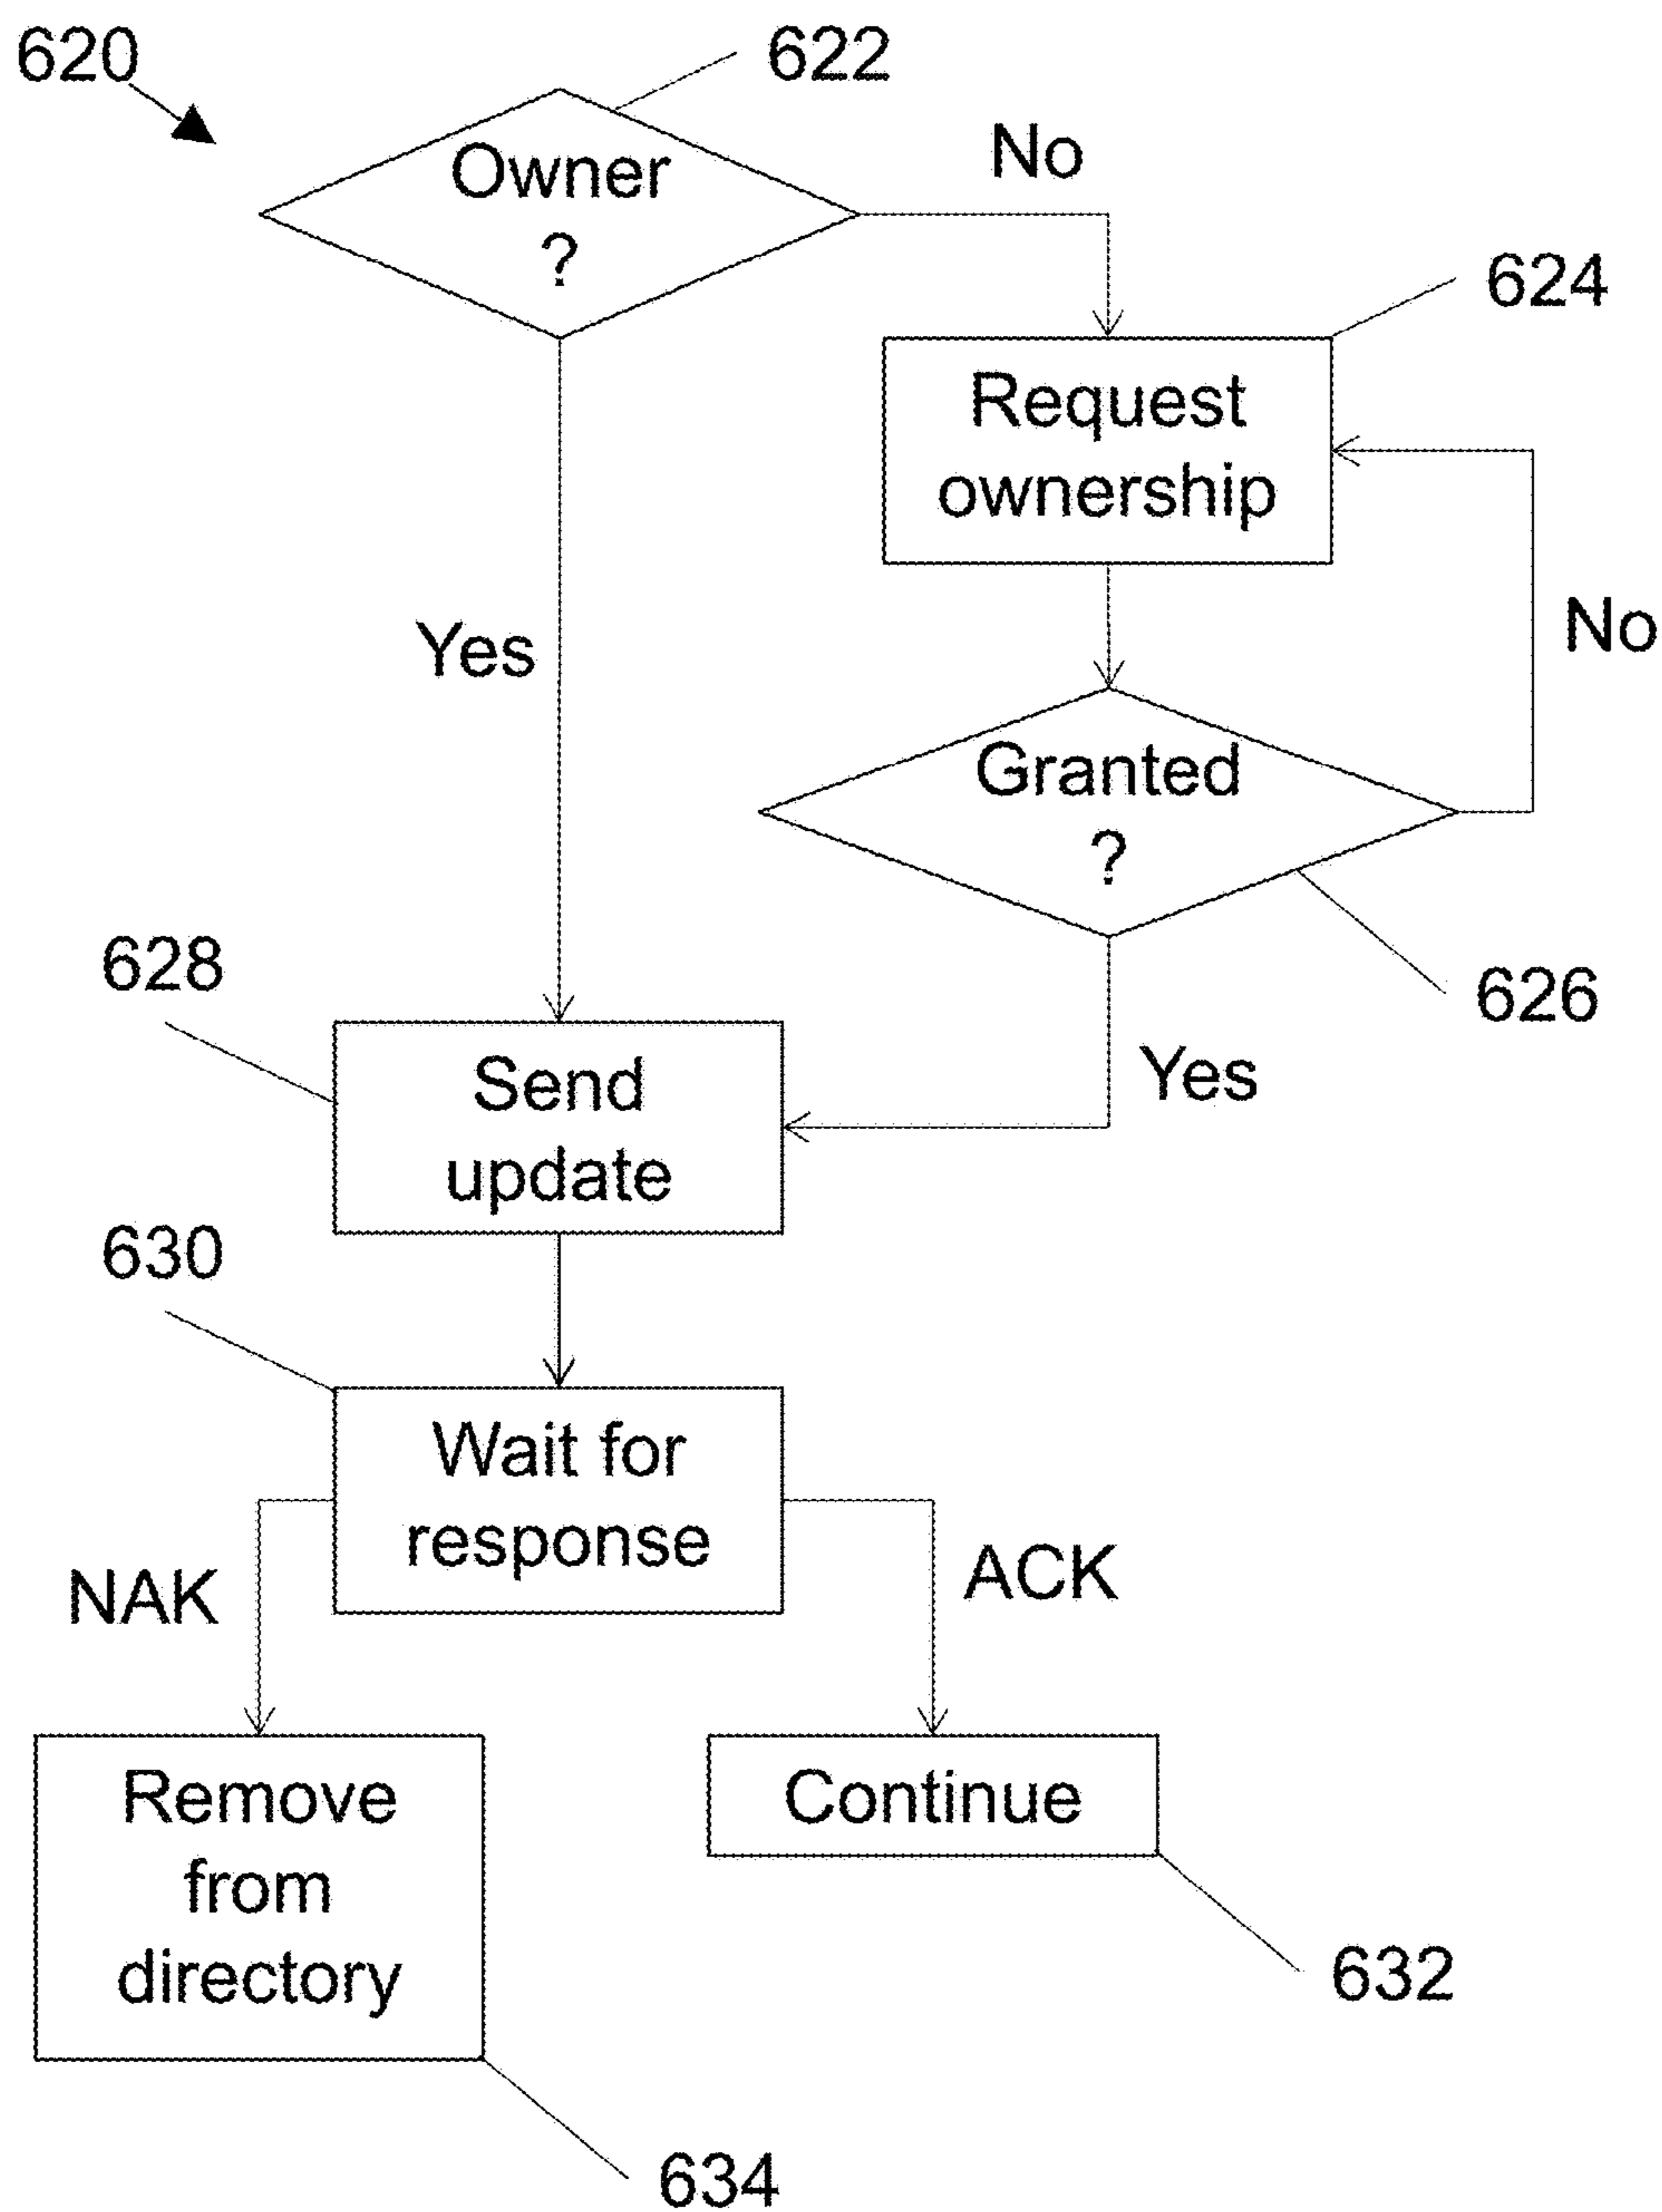 620
622
Owner
?
No
624
Request
ownership
No
Yes
Granted
?
626
628
Send
update
Yes
630
Wait for
response
NAK
ACK
Remove
from
directory
Continue
632
634